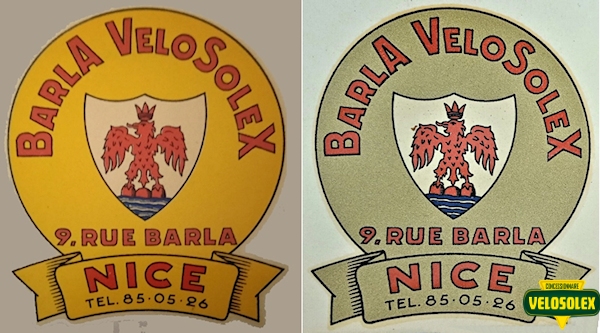 BARLA VELOSOLEX
9. RUE BARLA
NICE
TEL. 85·05·26
BARLA VELOSOLEX
9. RUE BARLA
NICE
TEL. 85·05·26
CONCESSIONNAIRE
VELOSOLEX